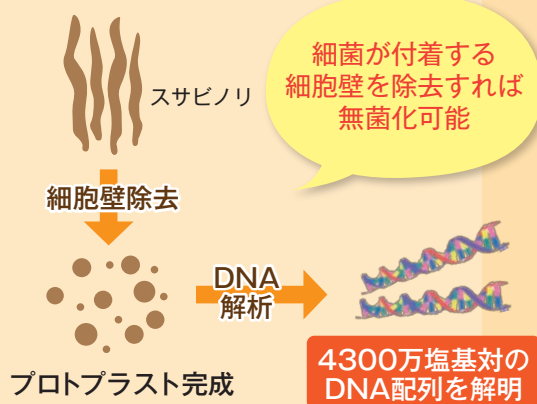 細菌が付着する
細胞壁を除去すれば
無菌化可能
スサビノリ
細胞壁除去
DNA
解析
プロトプラスト完成
4300万塩基対の
DNA配列を解明